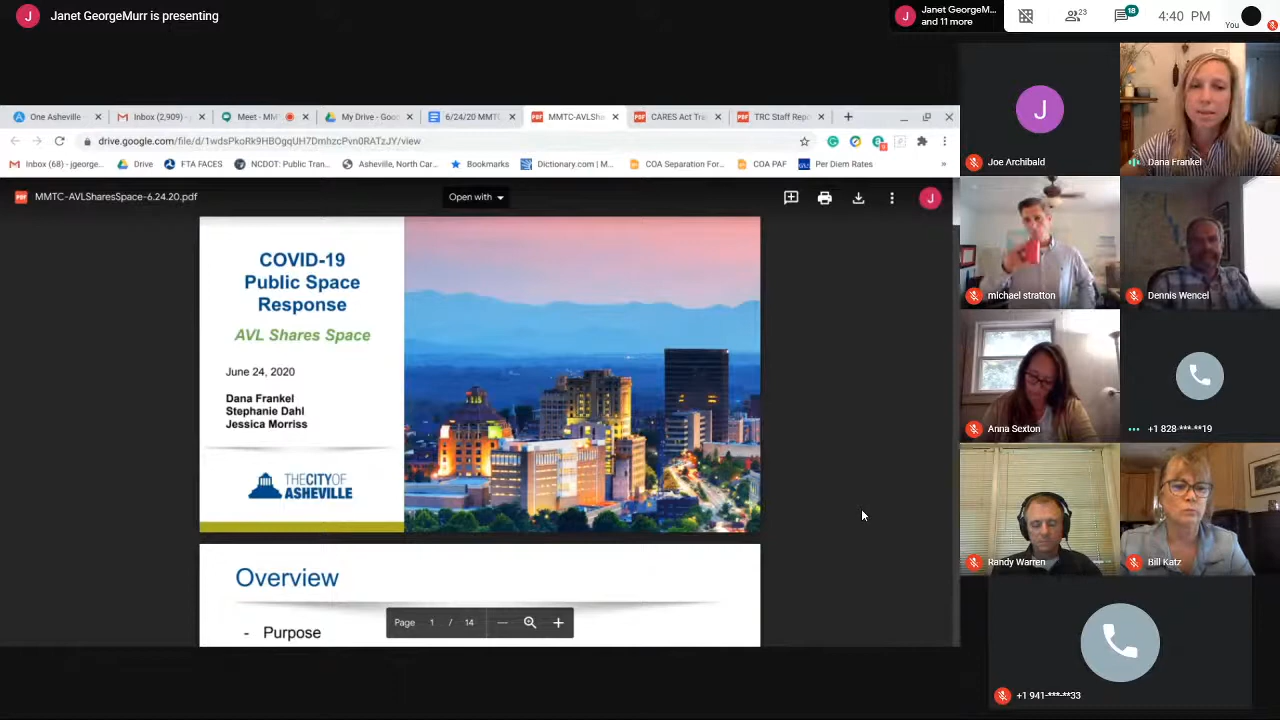 J
Janet GeorgeMurr is presenting
J
Janet GeorgeM...
and 11 more
23
18
4:40 PM
You
One Asheville
Inbox (2,909) -
Meet - MM
My Drive - Goo
6/24/20 MMTC
MMTC-AVLSha
CARES Act Tra
TRC Staff Repo
drive.google.com/file/d/1wdsPkoRk9HBOgqUH7DmhzcPvn0RATzJY/view
Inbox (68) - jgeorge...
Drive
FTA FACES
NCDOT: Public Tran...
Asheville, North Car...
Bookmarks
Dictionary.com | M...
COA Separation For...
COA PAF
Per Diem Rates
»
MMTC-AVLSharesSpace-6.24.20.pdf
Open with
J
COVID-19
Public Space
Response
AVL Shares Space
June 24, 2020
Dana Frankel
Stephanie Dahl
Jessica Morriss
THE CITY OF
ASHEVILLE
Overview
- Purpose
Page 1 / 14
J
Joe Archibald
Dana Frankel
michael stratton
Dennis Wencel
Anna Sexton
+1 828-***-**19
Randy Warren
Bill Katz
+1 941-***-**33